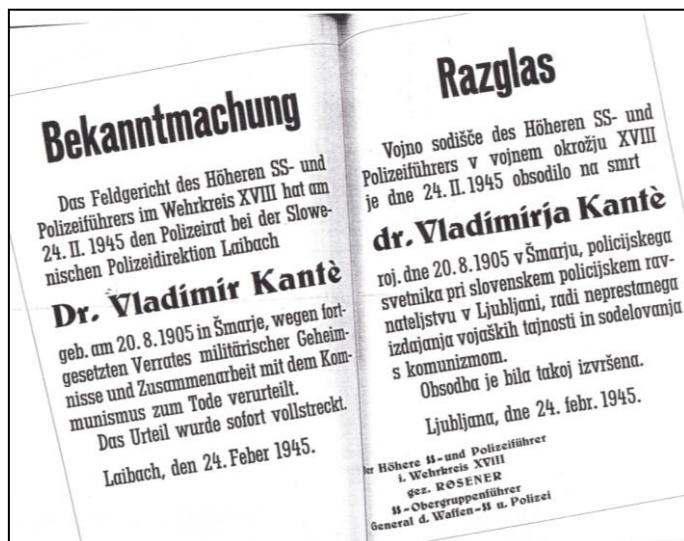 Bekanntmachung
Das Feldgericht des Höheren SS- und
Polizeiführers im Wehrkreis XVIII hat am
24. II. 1945 den Polizeirat bei der Slowe-
nischen Polizeidirektion Laibach
Dr. Vladimir Kantè
geb. am 20. 8. 1905 in Šmarje, wegen fort-
gesetzten Verrates militärischer Geheim-
nisse und Zusammenarbeit mit dem Kom-
munismus zum Tode verurteilt.
Das Urteil wurde sofort vollstreckt.
Laibach, den 24. Feber 1945.
Razglas
Vojno sodišče des Höheren SS- und
Polizeiführers v vojnem okrožju XVIII
je dne 24. II. 1945 obsodilo na smrt
dr. Vladimirja Kantè
roj. dne 20. 8. 1905 v Šmarju, policijskega
svetnika pri slovenskem policijskem rav-
nateljstvu v Ljubljani, radi neprestanega
izdajanja vojaških tajnosti in sodelovanja
s komunizmom.
Obsodba je bila takoj izvršena.
Ljubljana, dne 24. febr. 1945.
er Höhere SS-und Polizeiführer
i. Wehrkreis XVIII
gez. RØSENER
SS-Obergruppenführer
General d. Waffen-SS u. Polizei